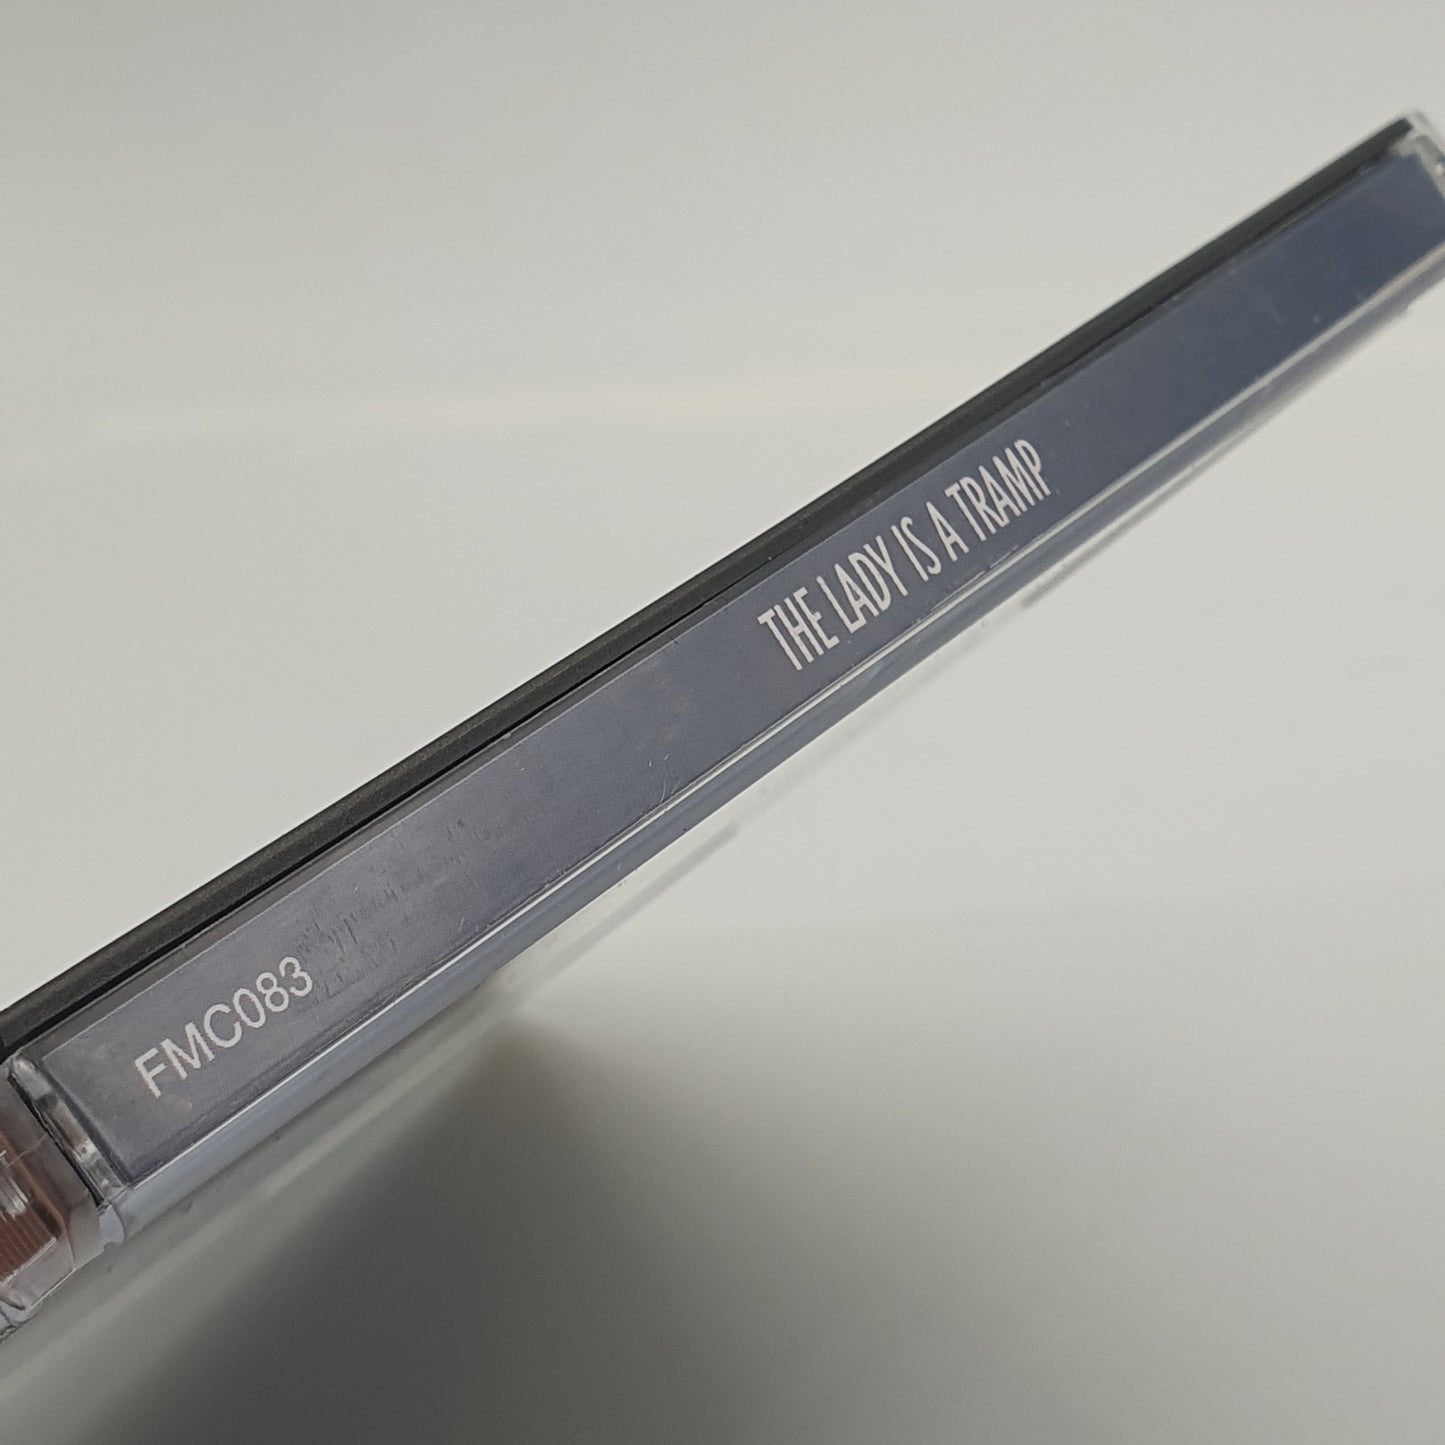 FMC083
THE LADY IS A TRAMP